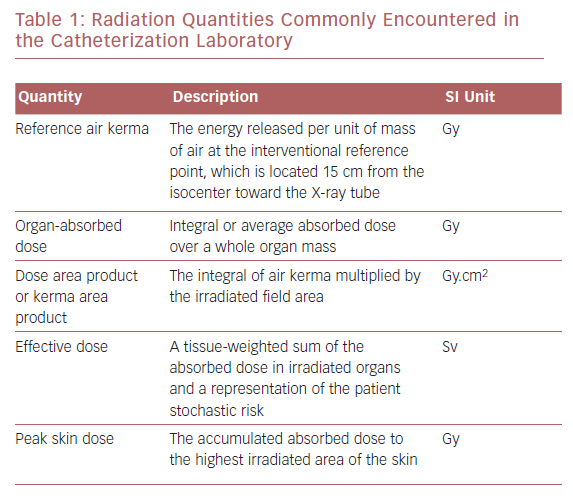 Table 1: Radiation Quantities Commonly Encountered in
the Catheterization Laboratory
Quantity Description SI Unit
Reference air kerma The energy released per unit of mass Gy
of air at the interventional reference
point, which is located 15 cm from the
isocenter toward the X-ray tube
Organ-absorbed Integral or average absorbed dose Gy
dose over a whole organ mass
Dose area product The integral of air kerma multiplied by Gy.cm²
or kerma area the irradiated field area
product
Effective dose A tissue-weighted sum of the Sv
absorbed dose in irradiated organs
and a representation of the patient
stochastic risk
Peak skin dose The accumulated absorbed dose to Gy
the highest irradiated area of the skin